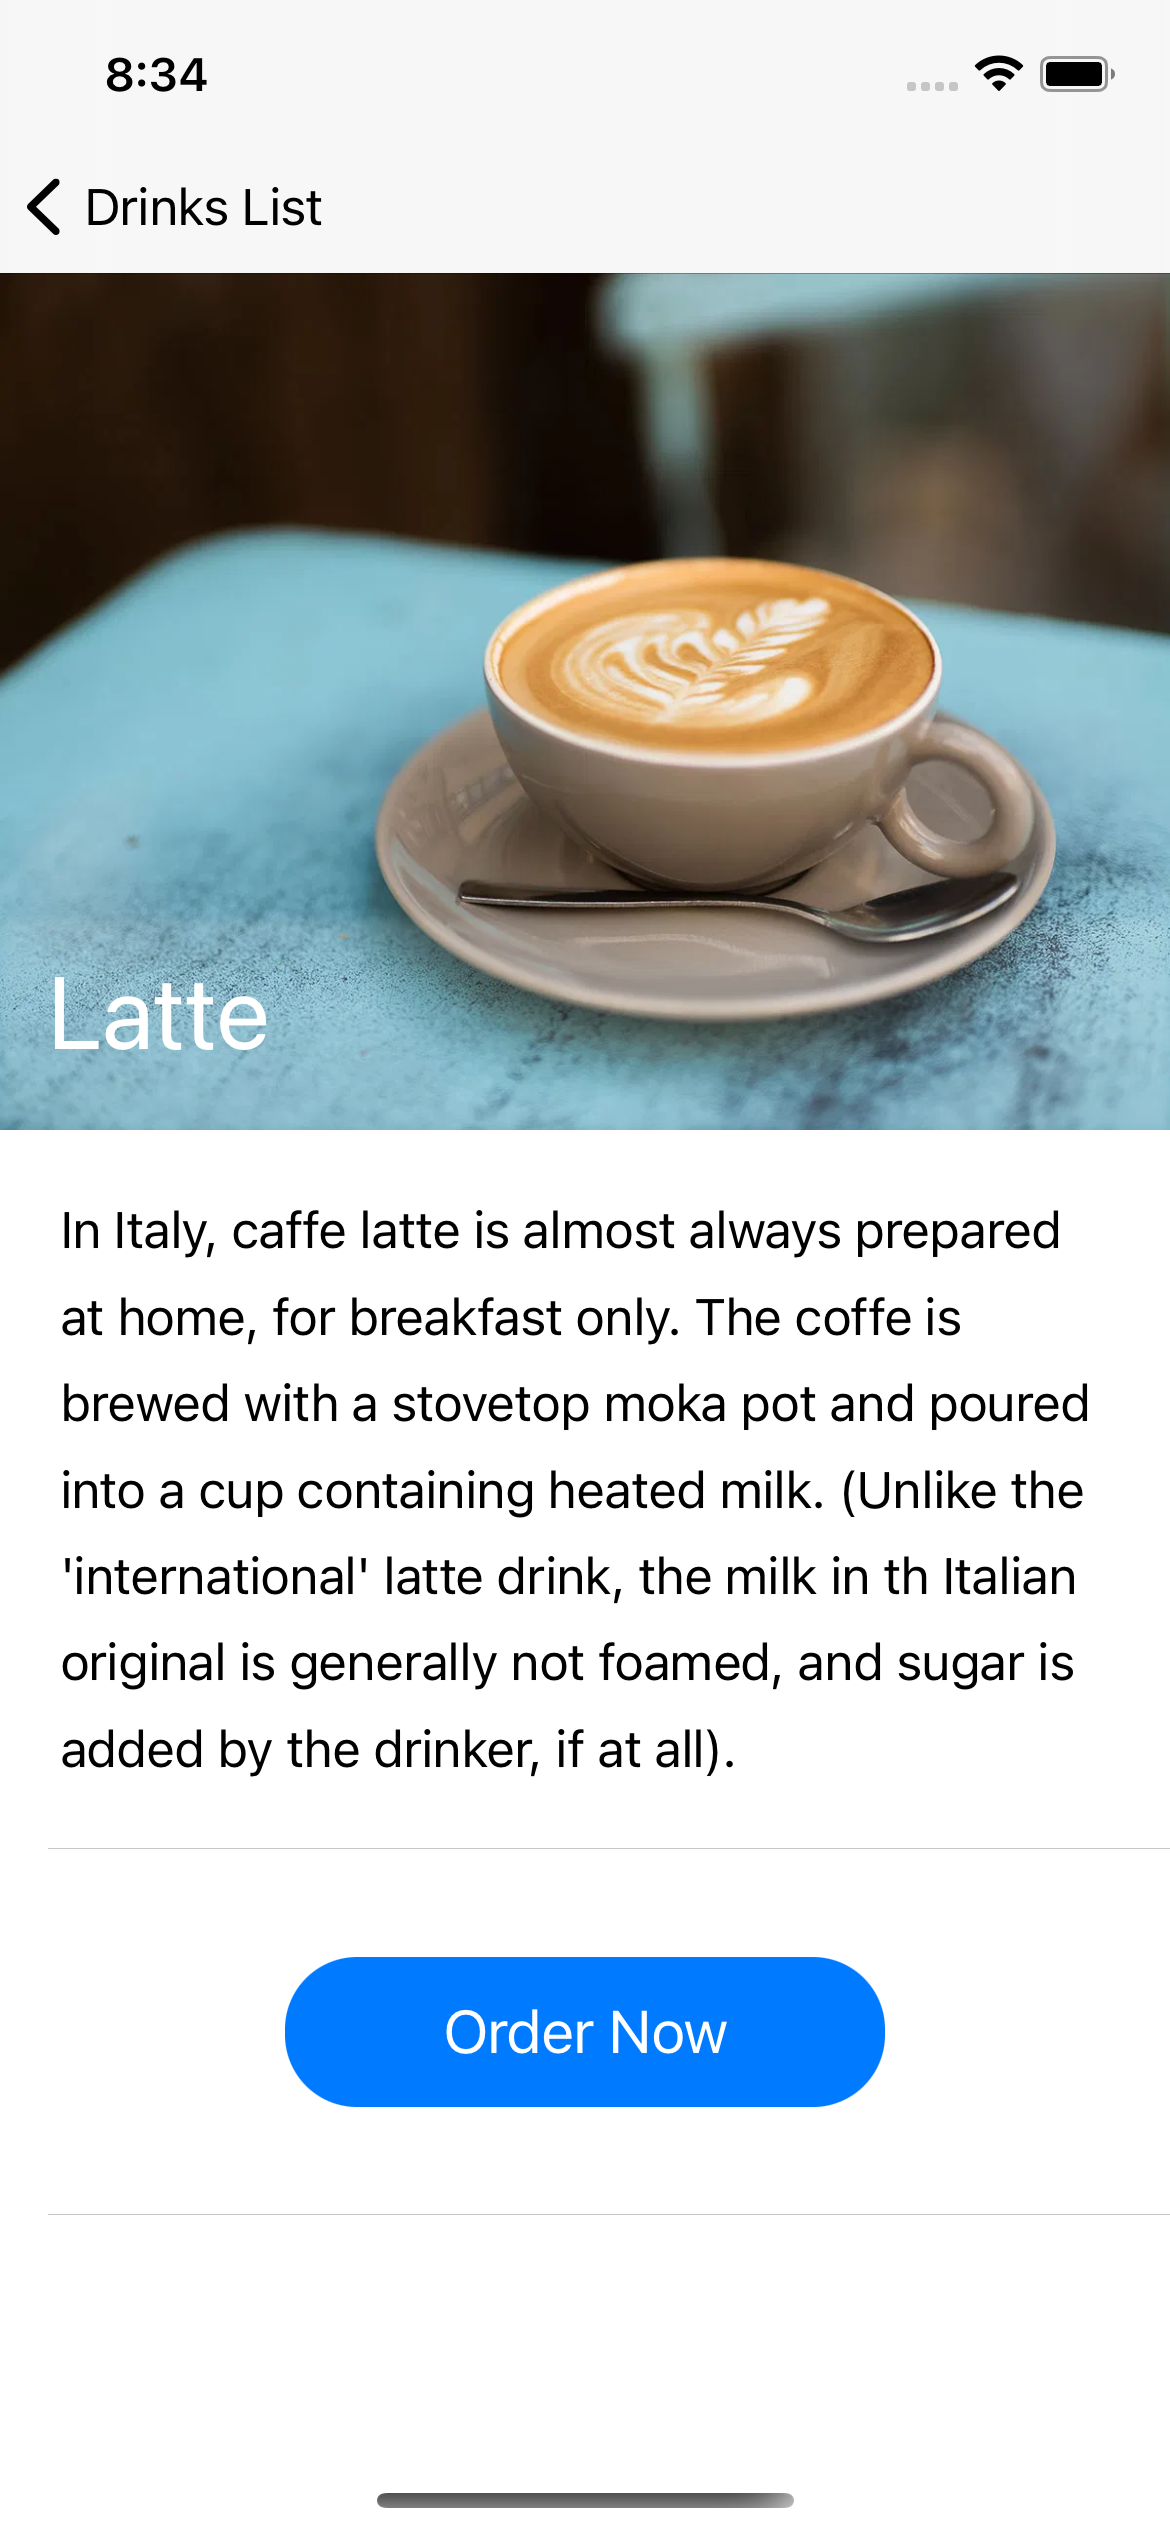 8:34
Drinks List
Latte
In Italy, caffe latte is almost always prepared
at home, for breakfast only. The coffe is
brewed with a stovetop moka pot and poured
into a cup containing heated milk. (Unlike the
'international' latte drink, the milk in th Italian
original is generally not foamed, and sugar is
added by the drinker, if at all).
Order Now